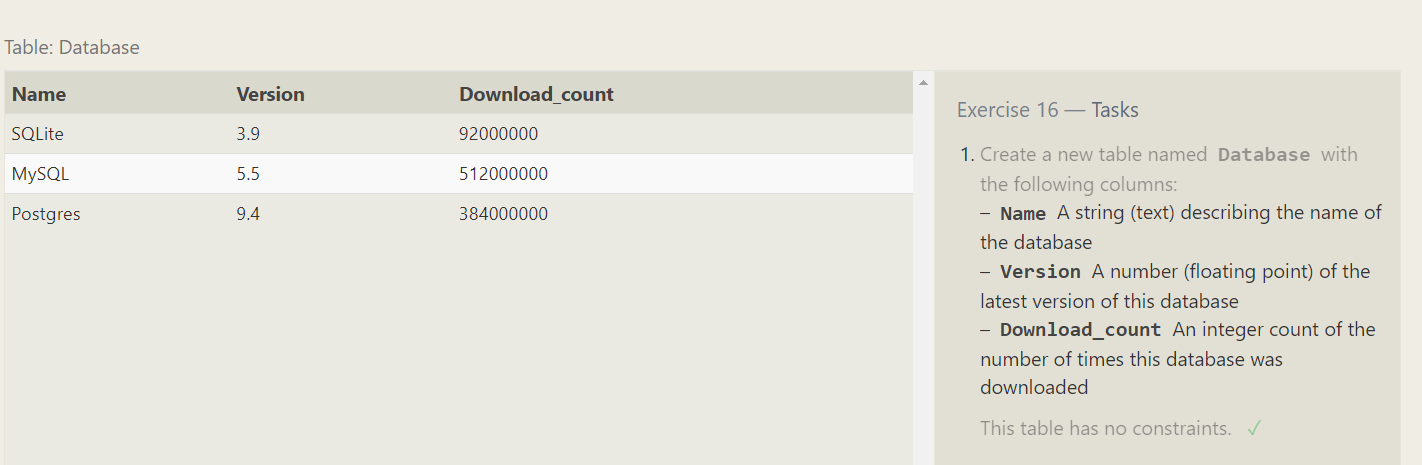 Table: Database
Name Version Download_count
SQLite 3.9 92000000
MySQL 5.5 512000000
Postgres 9.4 384000000
Exercise 16 — Tasks
1. Create a new table named Database with
the following columns:
– Name A string (text) describing the name of
the database
– Version A number (floating point) of the
latest version of this database
– Download_count An integer count of the
number of times this database was
downloaded
This table has no constraints. ✓